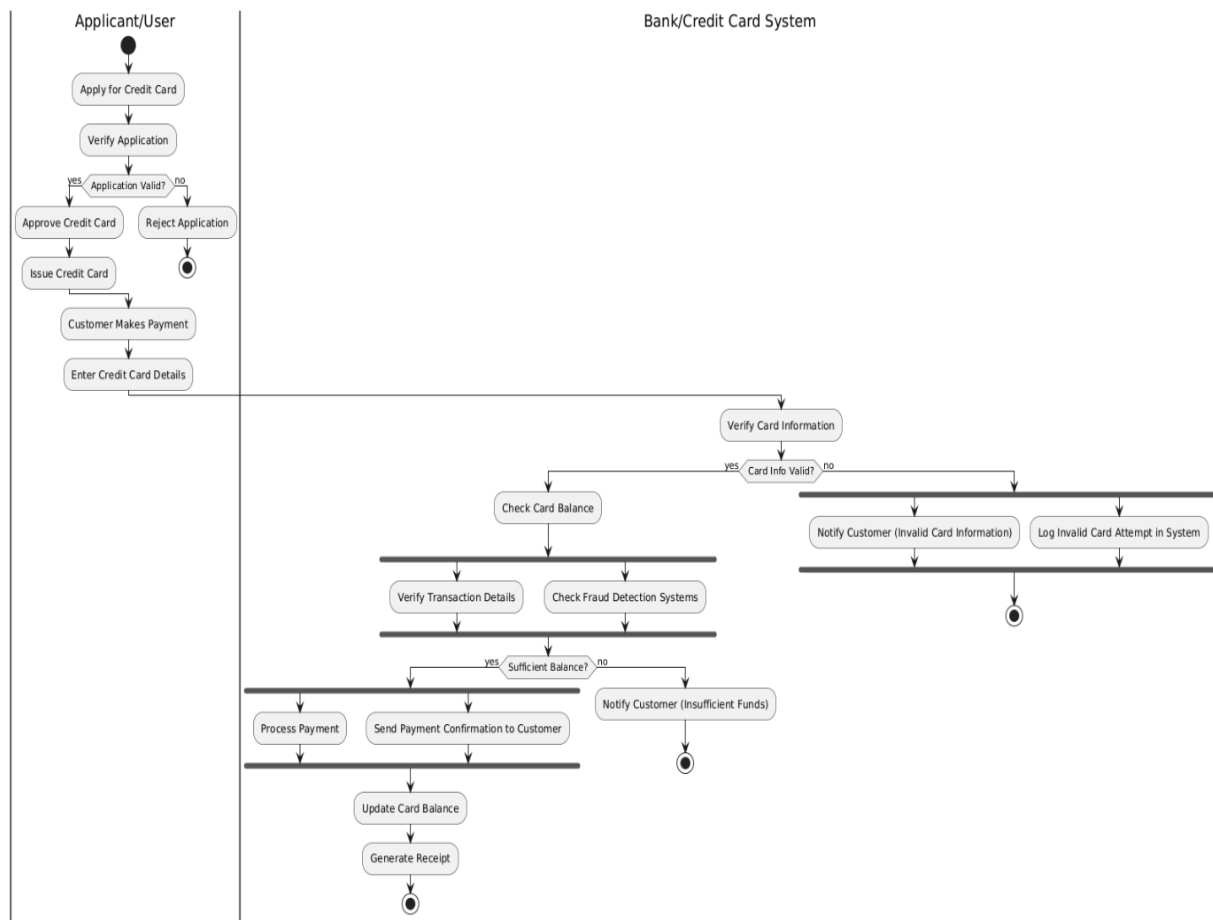 Applicant/User
Bank/Credit Card System
Apply for Credit Card
Verify Application
yes
Application Valid?
no
Approve Credit Card
Reject Application
Issue Credit Card
Customer Makes Payment
Enter Credit Card Details
Verify Card Information
yes
Card Info Valid?
no
Check Card Balance
Notify Customer (Invalid Card Information)
Log Invalid Card Attempt in System
Verify Transaction Details
Check Fraud Detection Systems
yes
Sufficient Balance?
no
Notify Customer (Insufficient Funds)
Process Payment
Send Payment Confirmation to Customer
Update Card Balance
Generate Receipt